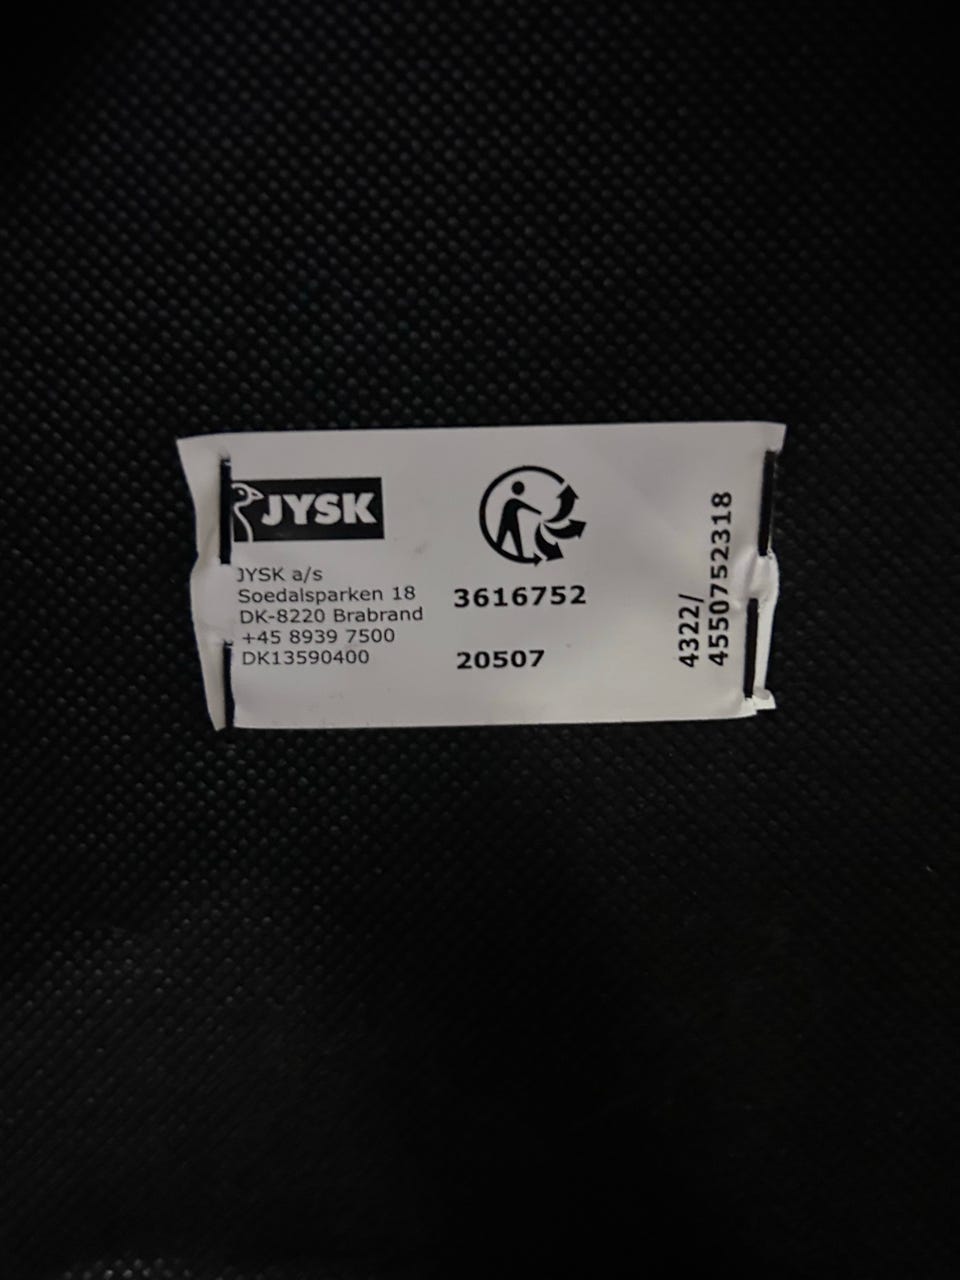 JYSK
JYSK a/s
Soedalsparken 18
DK-8220 Brabrand
+45 8939 7500
DK13590400
3616752
20507
4322/
4550752318